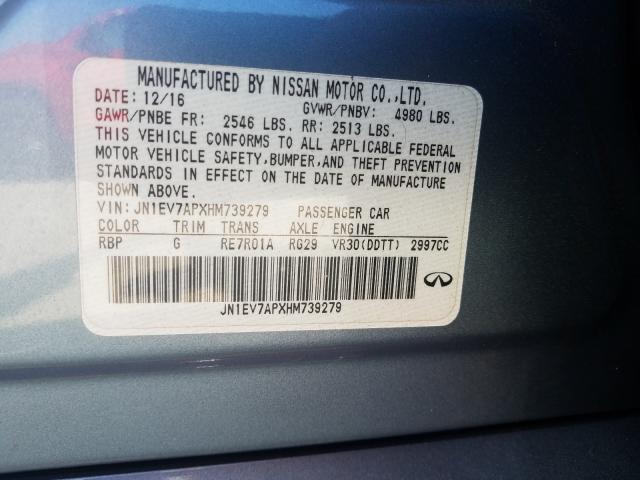 MANUFACTURED BY NISSAN MOTOR CO.,LTD.
DATE: 12/16 GVWR/PNBV: 4980 LBS.
GAWR/PNBE FR: 2546 LBS. RR: 2513 LBS.
THIS VEHICLE CONFORMS TO ALL APPLICABLE FEDERAL
MOTOR VEHICLE SAFETY,BUMPER,AND THEFT PREVENTION
STANDARDS IN EFFECT ON THE DATE OF MANUFACTURE
SHOWN ABOVE.
VIN: JN1EV7APXHM739279 PASSENGER CAR
COLOR TRIM TRANS AXLE ENGINE
RBP G RE7R01A RG29 VR30(DDTT) 2997CC
JN1EV7APXHM739279